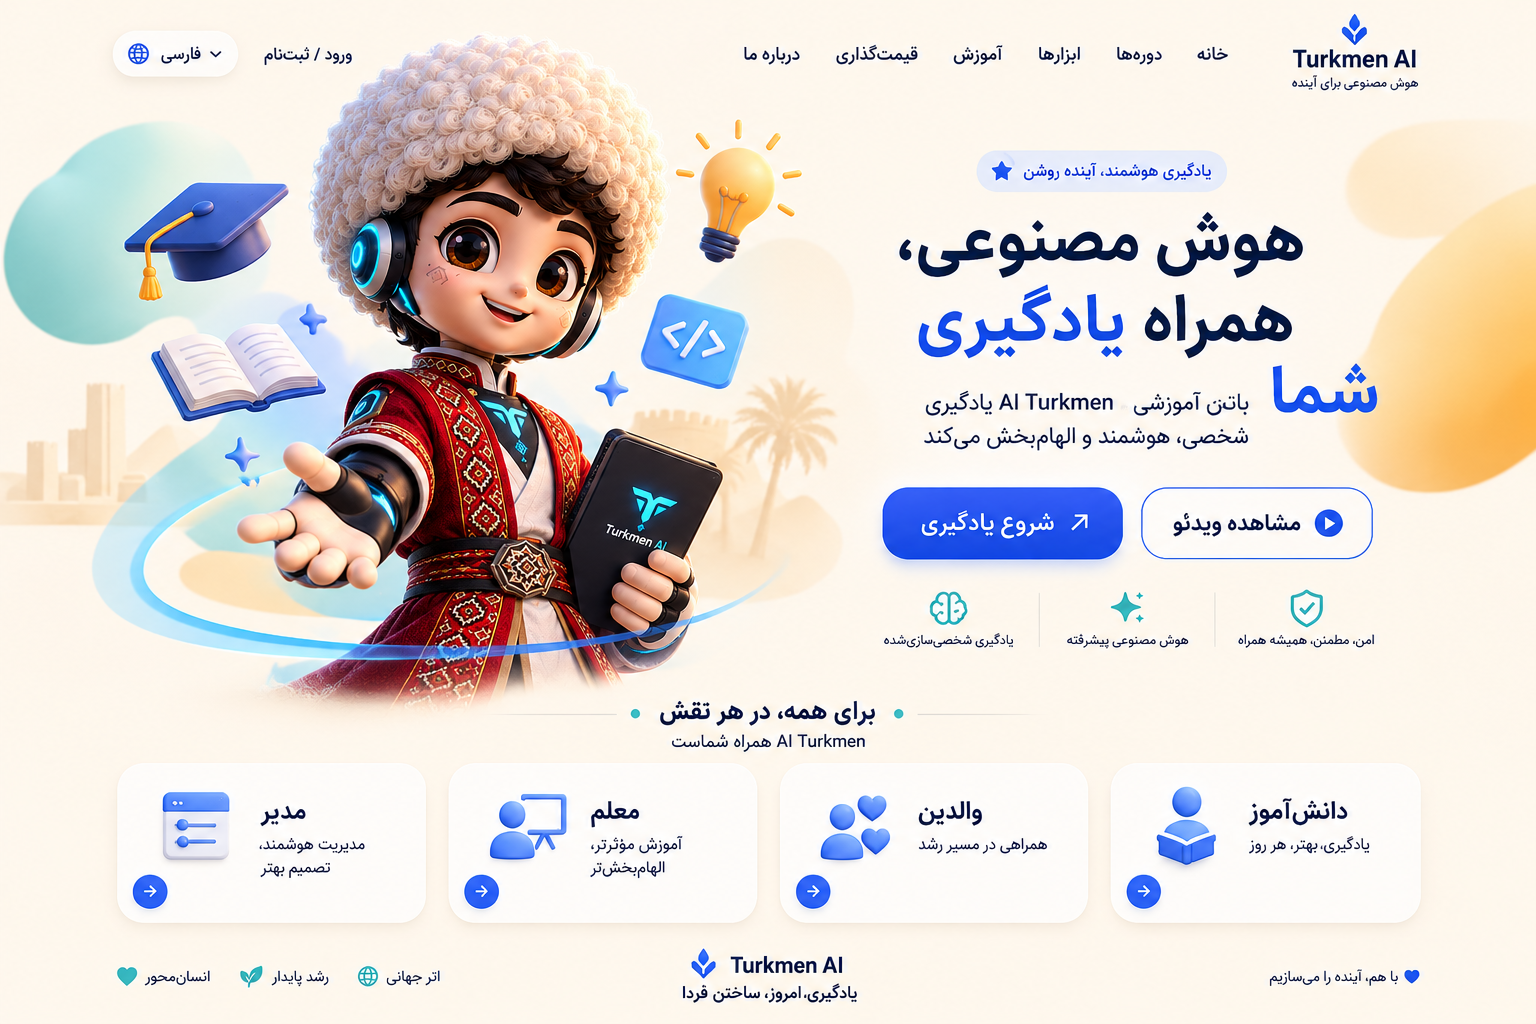 Turkmen AI
هوش مصنوعی برای آینده
خانه
دوره‌ها
ابزارها
آموزش
قیمت‌گذاری
درباره ما
ورود / ثبت‌نام
فارسی
یادگیری هوشمند، آینده روشن
هوش مصنوعی،
همراه یادگیری
شما
باتن آموزشی AI Turkmen یادگیری
شخصی، هوشمند و الهام‌بخش می‌کند
مشاهده ویدئو
شروع یادگیری
امن، مطمنن، همیشه همراه
هوش مصنوعی پیشرفته
یادگیری شخصی‌سازی‌شده
</>
Turkmen AI
برای همه، در هر تقش
AI Turkmen همراه شماست
دانش‌آموز
یادگیری.بهتر، هر روز
والدین
همراهی در مسیر رشد
معلم
آموزش مؤثرتر،
الهام‌بخش‌تر
مدیر
مدیریت هوشمند،
تصمیم بهتر
با هم، آینده را می‌سازیم
Turkmen AI
یادگیری.امروز، ساختن فردا
اثر جهانی
رشد پایدار
انسان‌محور